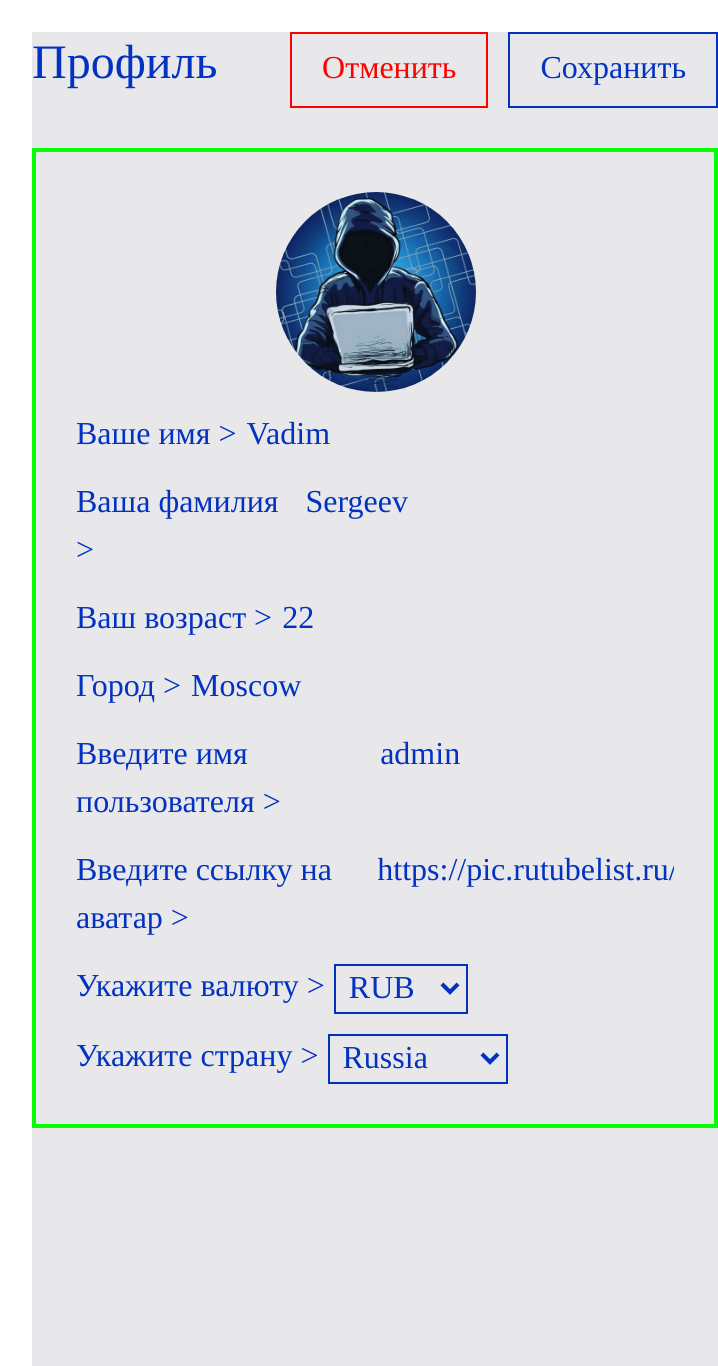 Профиль
Отменить
Сохранить
Ваше имя > Vadim
Ваша фамилия Sergeev
>
Ваш возраст > 22
Город > Moscow
Введите имя admin
пользователя >
Введите ссылку на https://pic.rutubelist.ru/
аватар >
Укажите валюту > RUB
Укажите страну > Russia